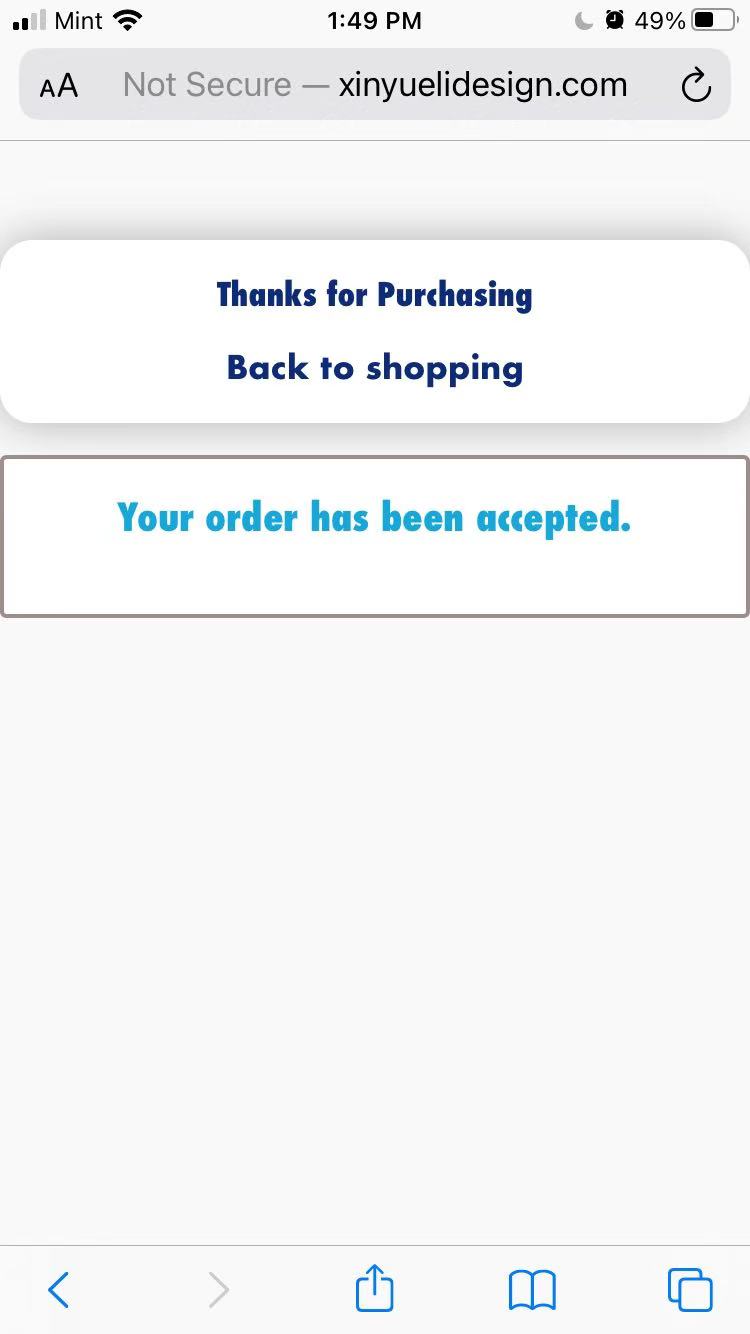 Mint 1:49 PM 49%
AA Not Secure — xinyuelidesign.com
Thanks for Purchasing
Back to shopping
Your order has been accepted.